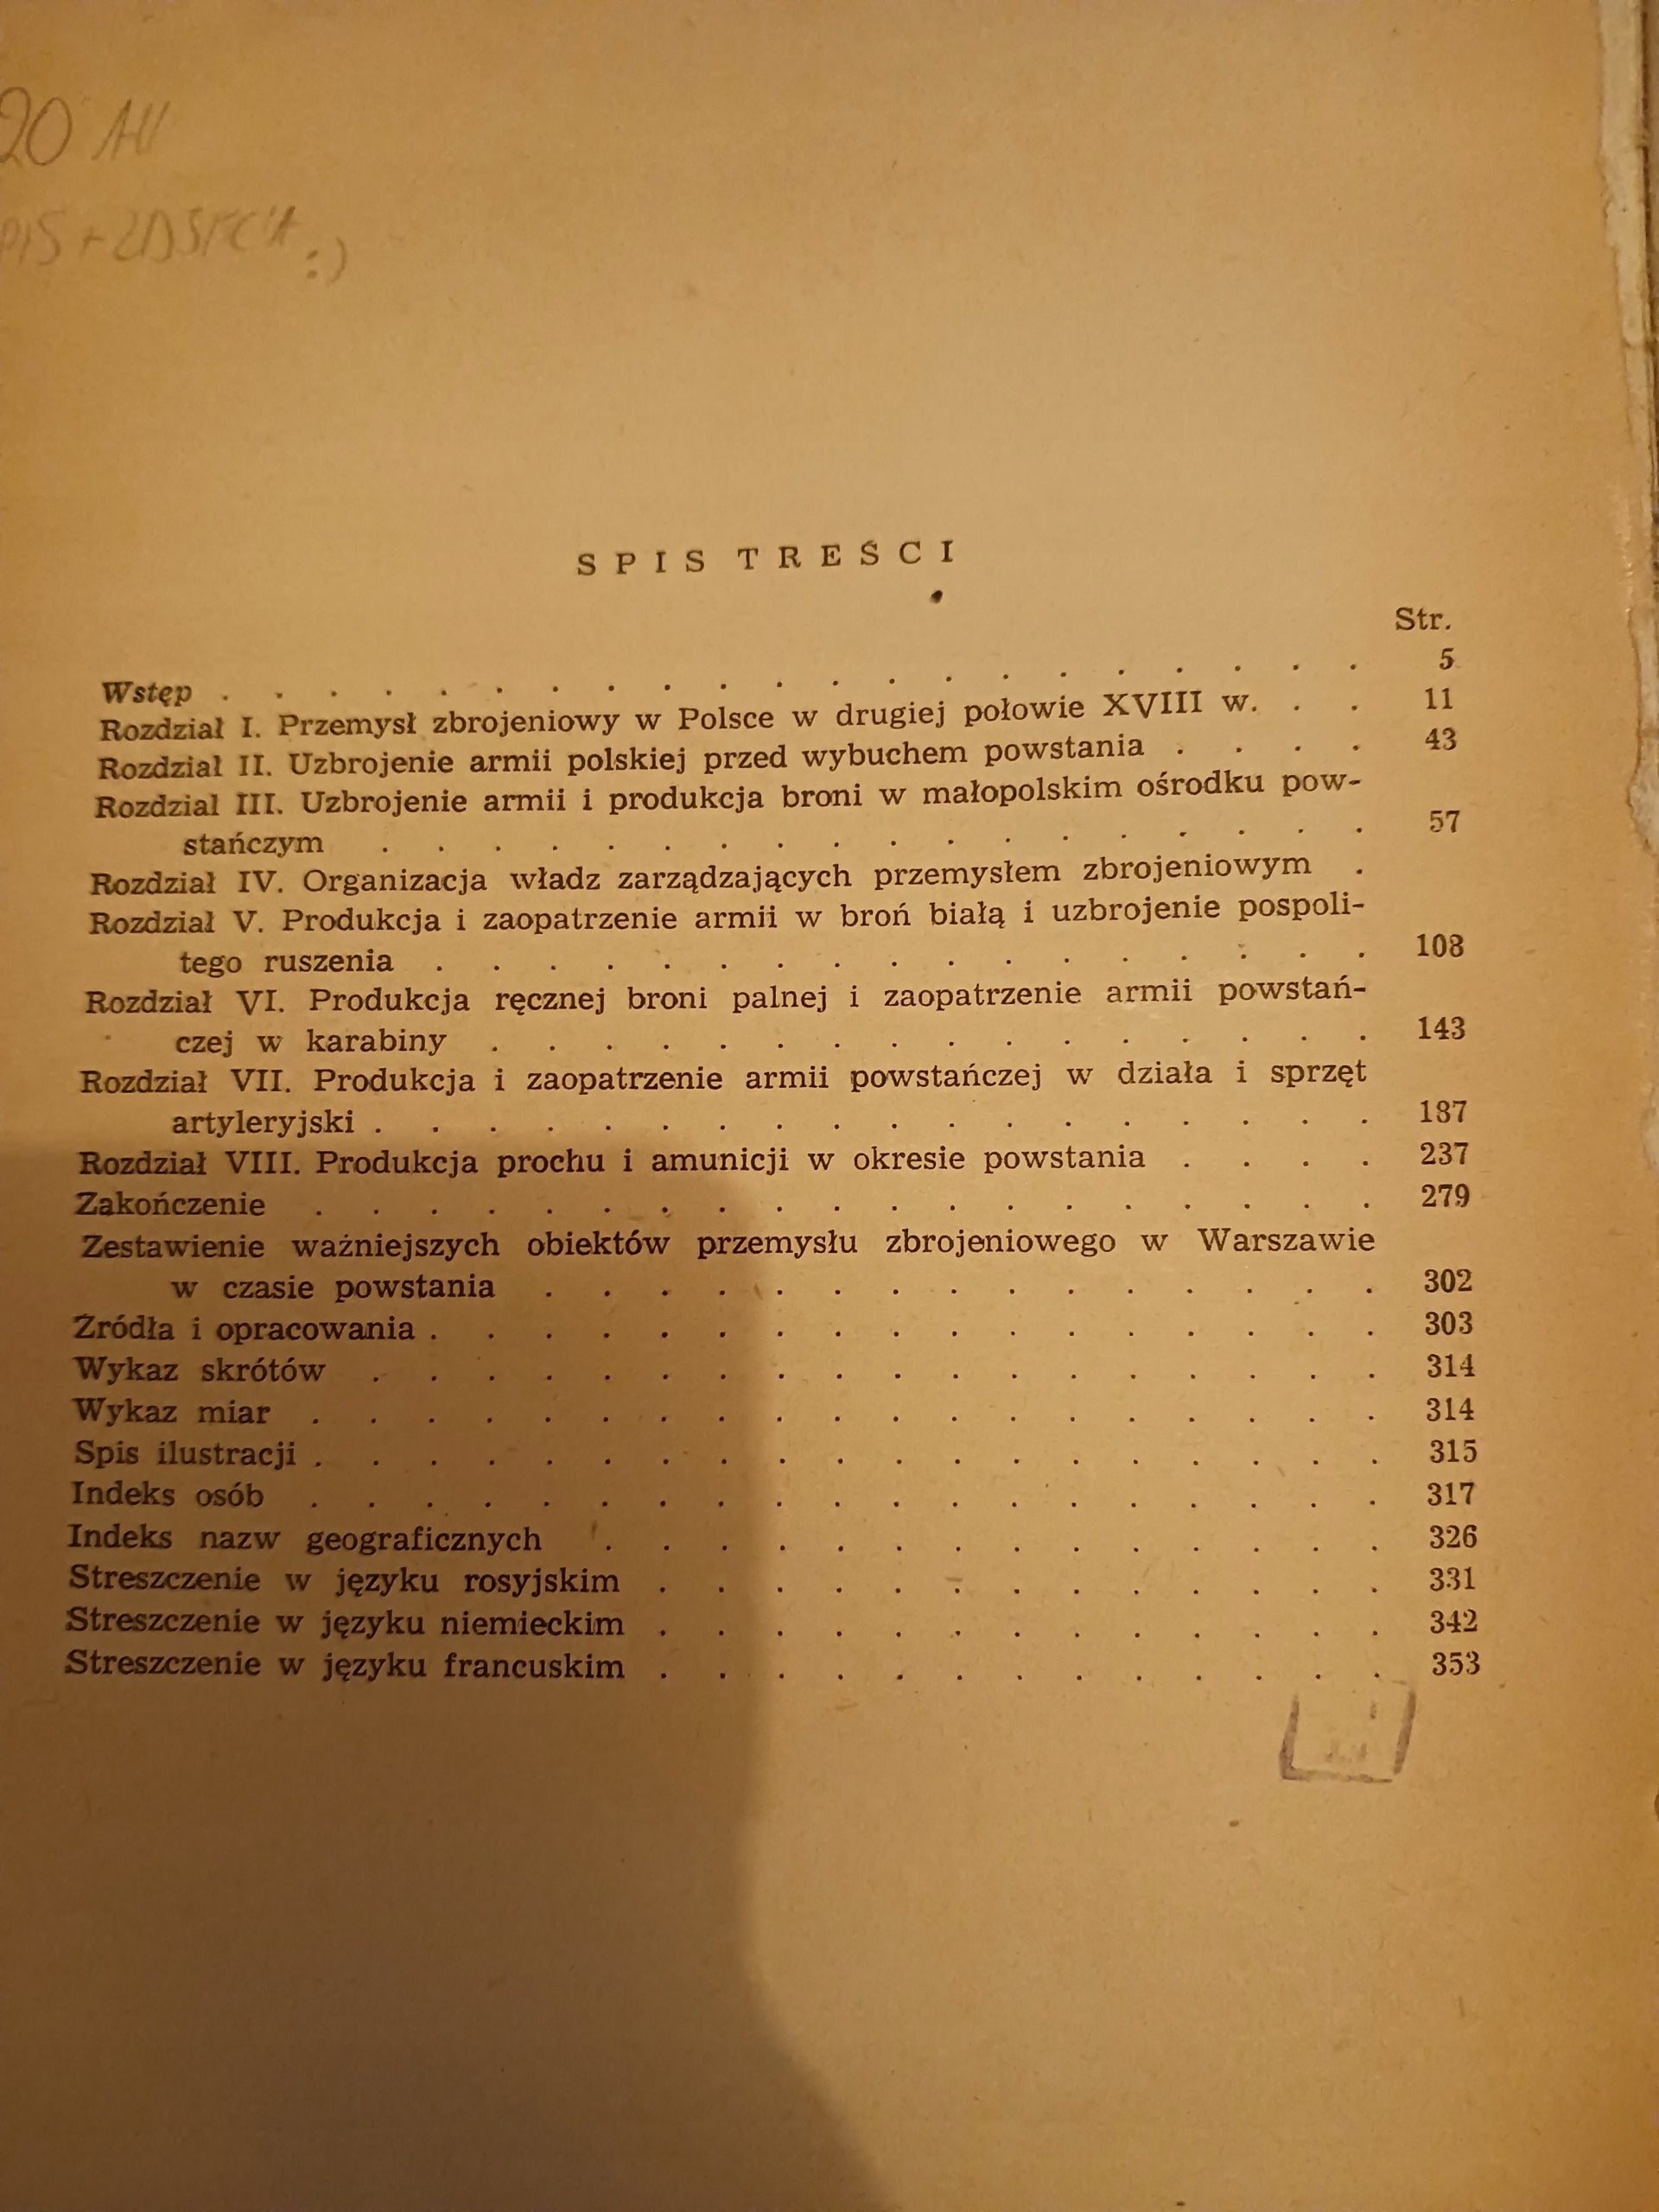 20
:)
SPIS TREŚCI
Str.
Wstęp . . . . . . . . . . . . . . . . . . . . . 5
Rozdział I. Przemysł zbrojeniowy w Polsce w drugiej połowie XVIII w. . . 11
Rozdział II. Uzbrojenie armii polskiej przed wybuchem powstania . . . . 43
Rozdział III. Uzbrojenie armii i produkcja broni w małopolskim ośrodku pow-
stańczym . . . . . . . . . . . . . . . . . . 57
Rozdział IV. Organizacja władz zarządzających przemysłem zbrojeniowym .
Rozdział V. Produkcja i zaopatrzenie armii w broń białą i uzbrojenie pospoli-
tego ruszenia . . . . . . . . . . . . . . . . . 108
Rozdział VI. Produkcja ręcznej broni palnej i zaopatrzenie armii powstań-
czej w karabiny . . . . . . . . . . . . . . . . 143
Rozdział VII. Produkcja i zaopatrzenie armii powstańczej w działa i sprzęt
artyleryjski . . . . . . . . . . . . . . . . . . 187
Rozdział VIII. Produkcja prochu i amunicji w okresie powstania . . . . 237
Zakończenie . . . . . . . . . . . . . . . . . . . 279
Zestawienie ważniejszych obiektów przemysłu zbrojeniowego w Warszawie
w czasie powstania . . . . . . . . . . . . . . . 302
Źródła i opracowania . . . . . . . . . . . . . . . . . 303
Wykaz skrótów . . . . . . . . . . . . . . . . . . 314
Wykaz miar . . . . . . . . . . . . . . . . . . . 314
Spis ilustracji . . . . . . . . . . . . . . . . . . . 315
Indeks osób . . . . . . . . . . . . . . . . . . . 317
Indeks nazw geograficznych . . . . . . . . . . . . . . 326
Streszczenie w języku rosyjskim . . . . . . . . . . . . . 331
Streszczenie w języku niemieckim . . . . . . . . . . . . . 342
Streszczenie w języku francuskim . . . . . . . . . . . . . 353